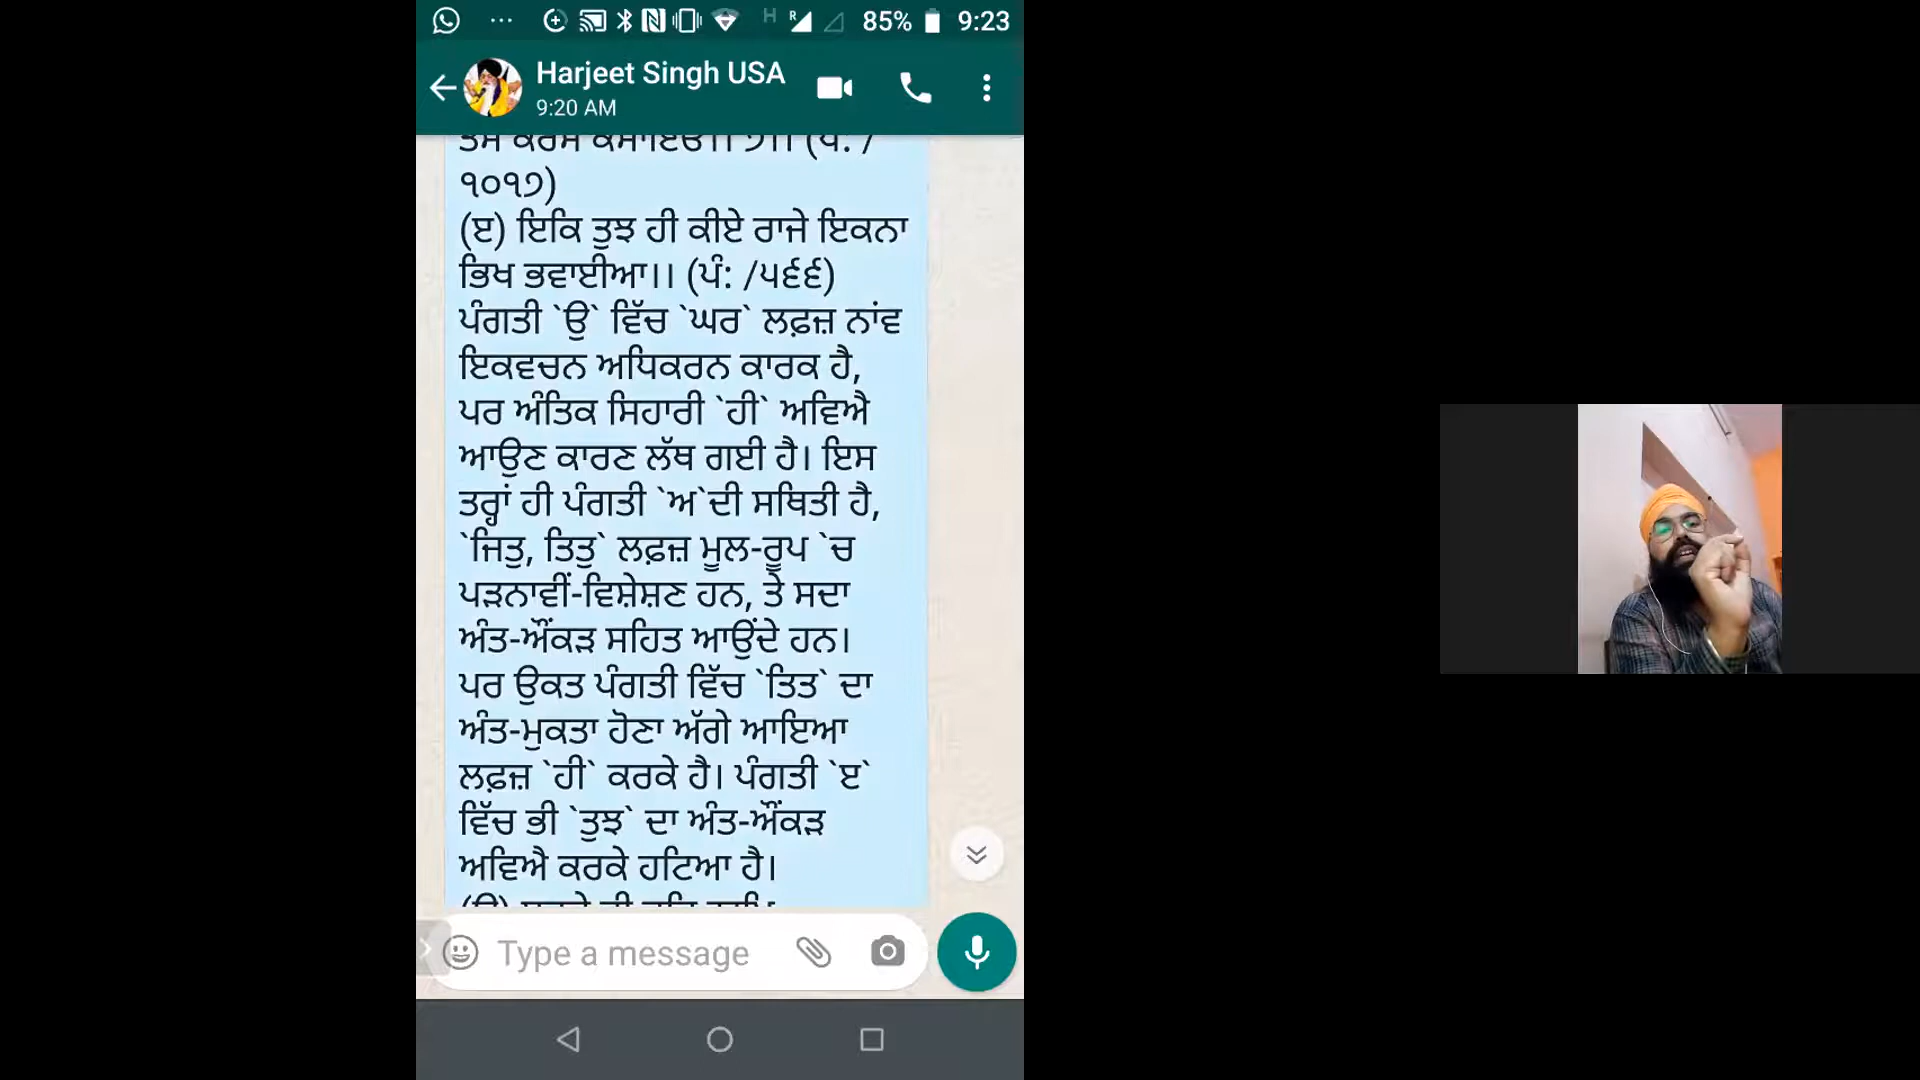 85% 9:23
Harjeet Singh USA
9:20 AM
੧੦੧੭)
(ੲ) ਇਕਿ ਤੁਝ ਹੀ ਕੀਏ ਰਾਜੇ ਇਕਨਾ
ਭਿਖ ਭਵਾਈਆ।। (ਪੰ: /੫੬੬)
ਪੰਗਤੀ `ਉ` ਵਿੱਚ `ਘਰ` ਲਫ਼ਜ਼ ਨਾਂਵ
ਇਕਵਚਨ ਅਧਿਕਰਨ ਕਾਰਕ ਹੈ,
ਪਰ ਅੰਤਿਕ ਸਿਹਾਰੀ `ਹੀ` ਅਵਿਐ
ਆਉਣ ਕਾਰਣ ਲੱਥ ਗਈ ਹੈ। ਇਸ
ਤਰ੍ਹਾਂ ਹੀ ਪੰਗਤੀ `ਅ`ਦੀ ਸਥਿਤੀ ਹੈ,
`ਜਿਤੁ, ਤਿਤੁ` ਲਫ਼ਜ਼ ਮੂਲ-ਰੂਪ `ਚ
ਪੜਨਾਵੀਂ-ਵਿਸ਼ੇਸ਼ਣ ਹਨ, ਤੇ ਸਦਾ
ਅੰਤ-ਔਂਕੜ ਸਹਿਤ ਆਉਂਦੇ ਹਨ।
ਪਰ ਉਕਤ ਪੰਗਤੀ ਵਿੱਚ `ਤਿਤ` ਦਾ
ਅੰਤ-ਮੁਕਤਾ ਹੋਣਾ ਅੱਗੇ ਆਇਆ
ਲਫ਼ਜ਼ `ਹੀ` ਕਰਕੇ ਹੈ। ਪੰਗਤੀ `ੲ`
ਵਿੱਚ ਭੀ `ਤੁਝ` ਦਾ ਅੰਤ-ਔਂਕੜ
ਅਵਿਐ ਕਰਕੇ ਹਟਿਆ ਹੈ।
Type a message